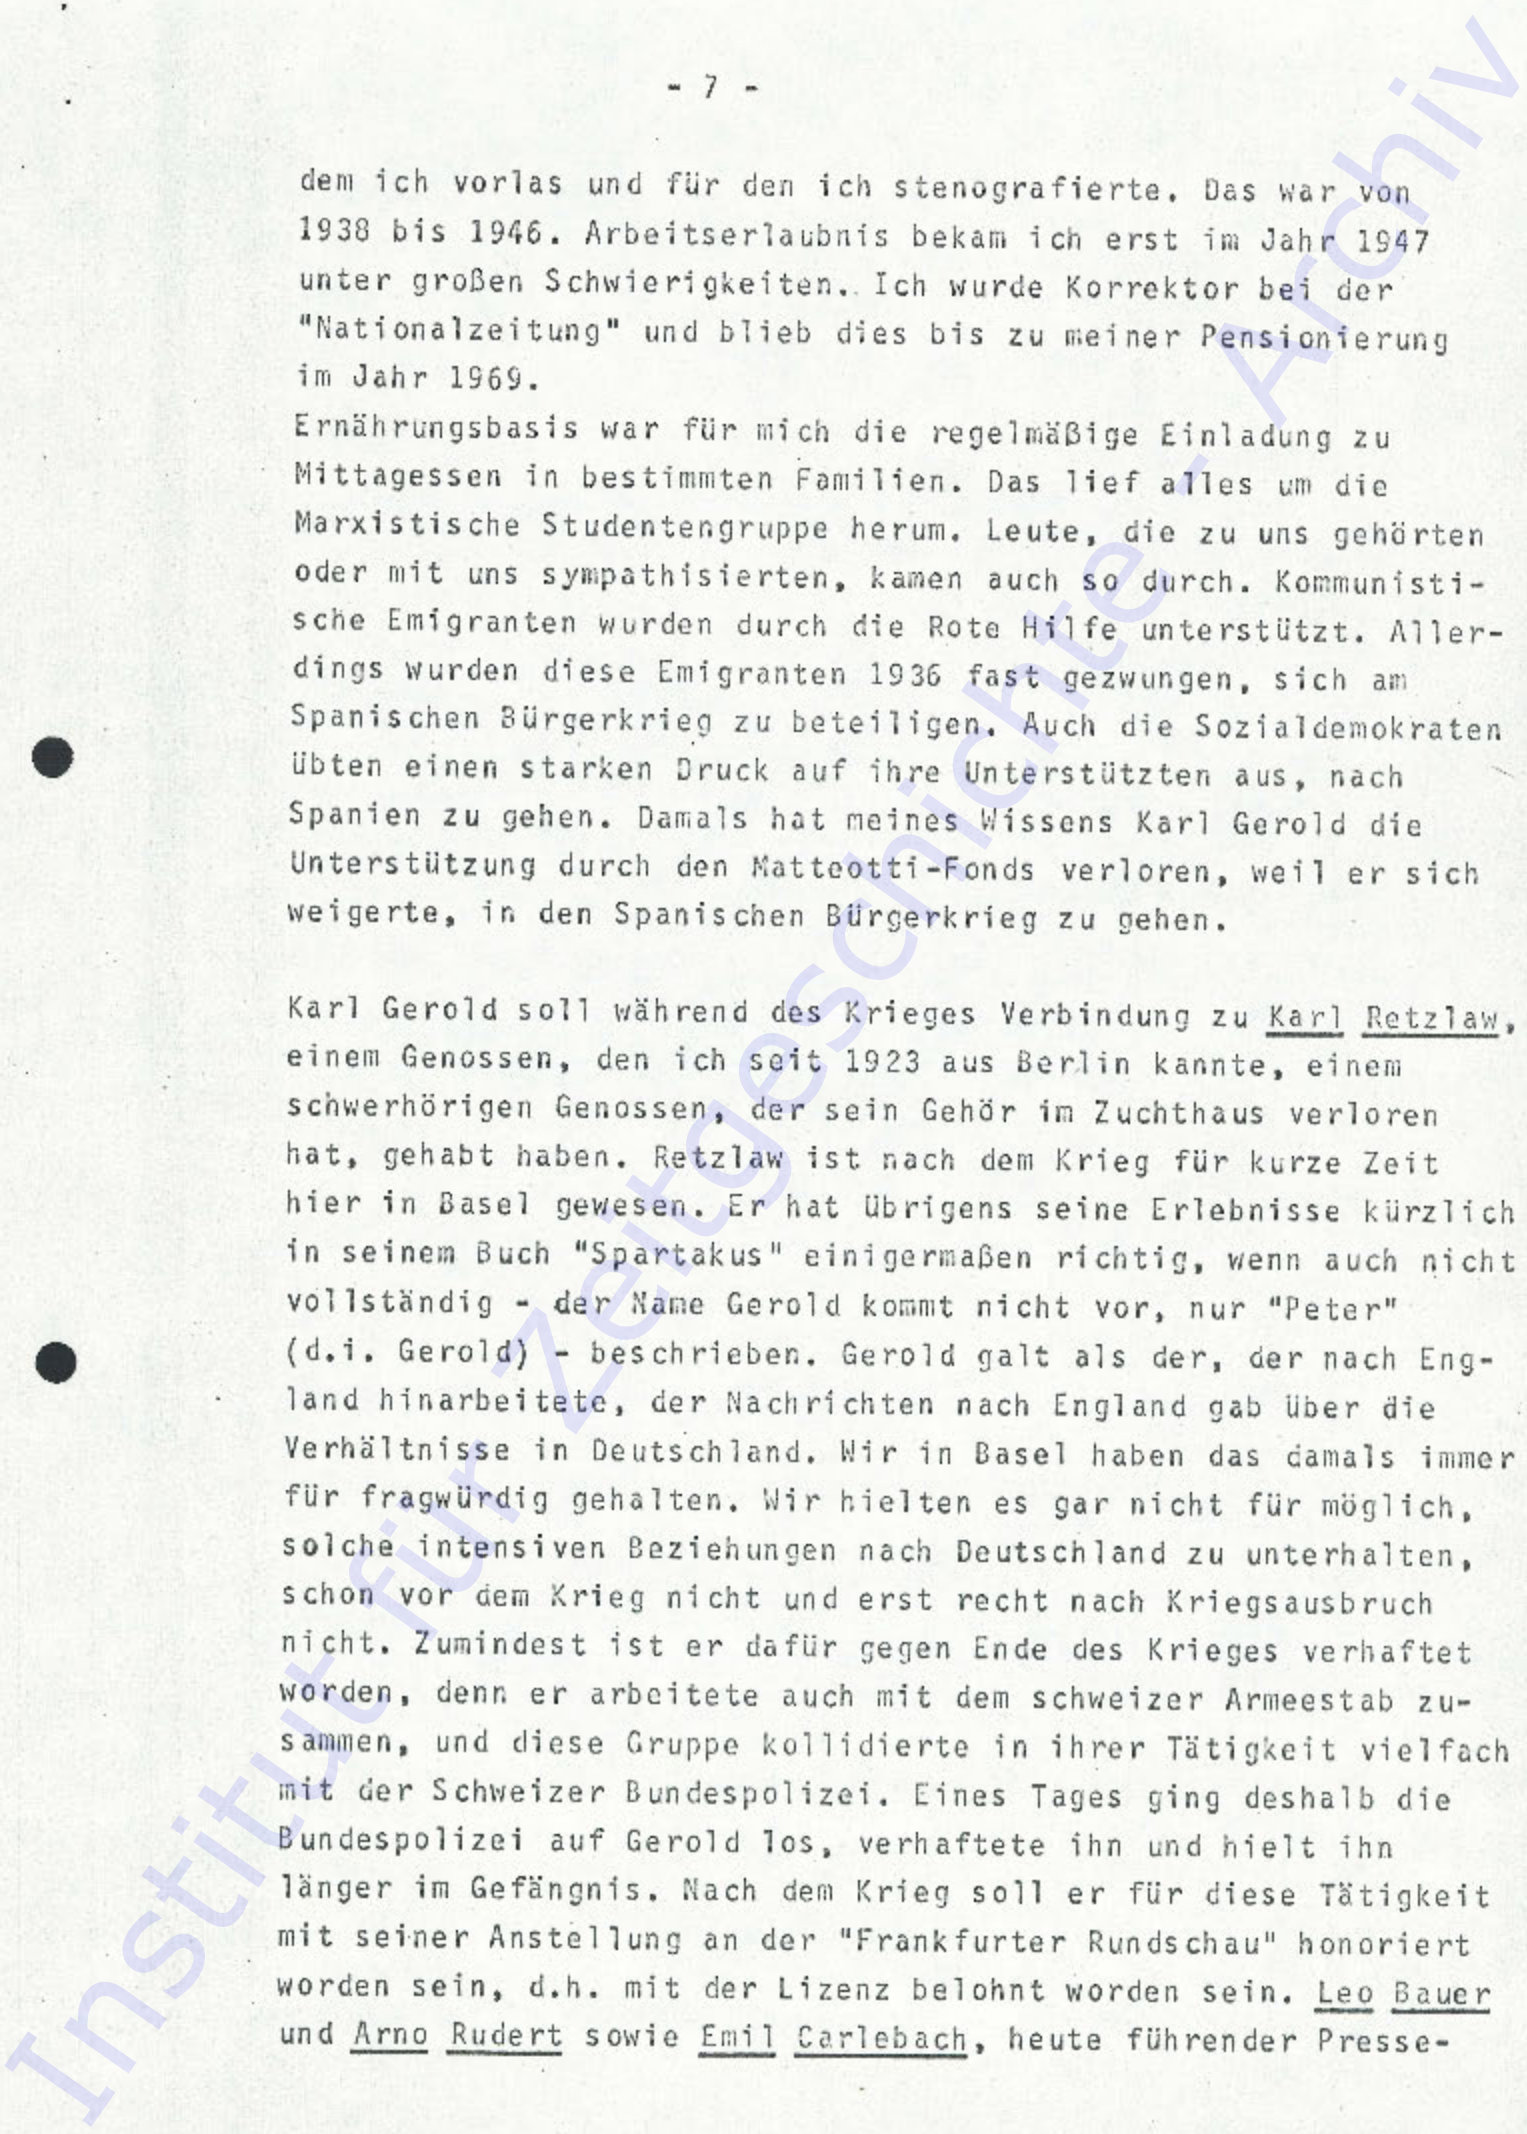 - 7 -
dem ich vorlas und für den ich stenografierte. Das war von
1938 bis 1946. Arbeitserlaubnis bekam ich erst im Jahr 1947
unter großen Schwierigkeiten. Ich wurde Korrektor bei der
"Nationalzeitung" und blieb dies bis zu meiner Pensionierung
im Jahr 1969.
Ernährungsbasis war für mich die regelmäßige Einladung zu
Mittagessen in bestimmten Familien. Das lief alles um die
Marxistische Studentengruppe herum. Leute, die zu uns gehörten
oder mit uns sympathisierten, kamen auch so durch. Kommunisti-
sche Emigranten wurden durch die Rote Hilfe unterstützt. Aller-
dings wurden diese Emigranten 1936 fast gezwungen, sich am
Spanischen Bürgerkrieg zu beteiligen. Auch die Sozialdemokraten
übten einen starken Druck auf ihre Unterstützten aus, nach
Spanien zu gehen. Damals hat meines Wissens Karl Gerold die
Unterstützung durch den Matteotti-Fonds verloren, weil er sich
weigerte, in den Spanischen Bürgerkrieg zu gehen.
Karl Gerold soll während des Krieges Verbindung zu Karl Retzlaw,
einem Genossen, den ich seit 1923 aus Berlin kannte, einem
schwerhörigen Genossen, der sein Gehör im Zuchthaus verloren
hat, gehabt haben. Retzlaw ist nach dem Krieg für kurze Zeit
hier in Basel gewesen. Er hat übrigens seine Erlebnisse kürzlich
in seinem Buch "Spartakus" einigermaßen richtig, wenn auch nicht
vollständig - der Name Gerold kommt nicht vor, nur "Peter"
(d.i. Gerold) - beschrieben. Gerold galt als der, der nach Eng-
land hinarbeitete, der Nachrichten nach England gab über die
Verhältnisse in Deutschland. Wir in Basel haben das damals immer
für fragwürdig gehalten. Wir hielten es gar nicht für möglich,
solche intensiven Beziehungen nach Deutschland zu unterhalten,
schon vor dem Krieg nicht und erst recht nach Kriegsausbruch
nicht. Zumindest ist er dafür gegen Ende des Krieges verhaftet
worden, denn er arbeitete auch mit dem schweizer Armeestab zu-
sammen, und diese Gruppe kollidierte in ihrer Tätigkeit vielfach
mit der Schweizer Bundespolizei. Eines Tages ging deshalb die
Bundespolizei auf Gerold los, verhaftete ihn und hielt ihn
länger im Gefängnis. Nach dem Krieg soll er für diese Tätigkeit
mit seiner Anstellung an der "Frankfurter Rundschau" honoriert
worden sein, d.h. mit der Lizenz belohnt worden sein. Leo Bauer
und Arno Rudert sowie Emil Carlebach, heute führender Presse-
Institut für Zeitgeschichte - Archiv